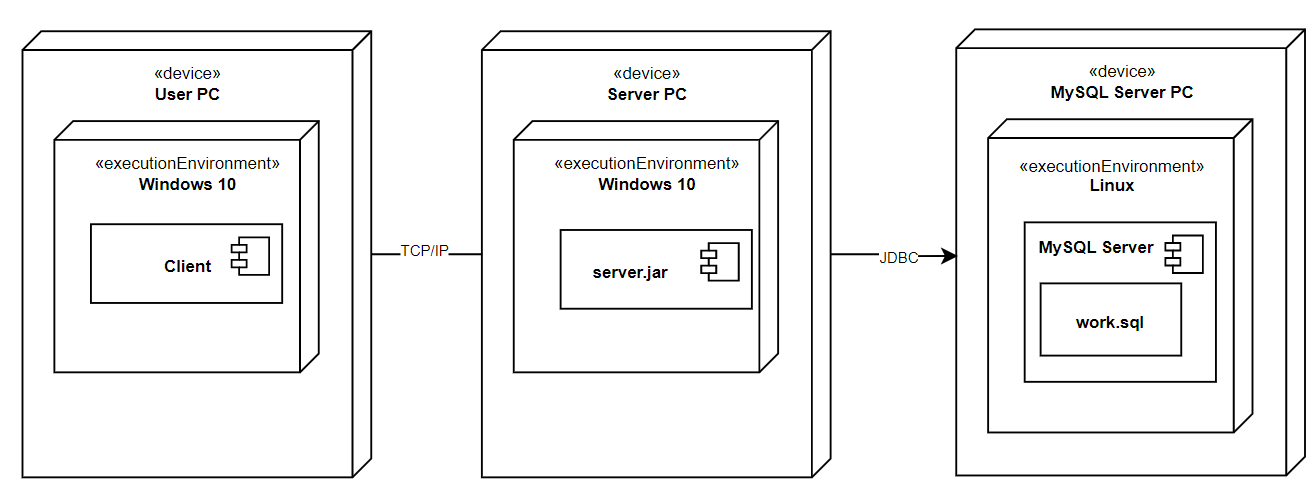 «device»
User PC
«executionEnvironment»
Windows 10
Client
TCP/IP
«device»
Server PC
«executionEnvironment»
Windows 10
server.jar
JDBC
«device»
MySQL Server PC
«executionEnvironment»
Linux
MySQL Server
work.sql